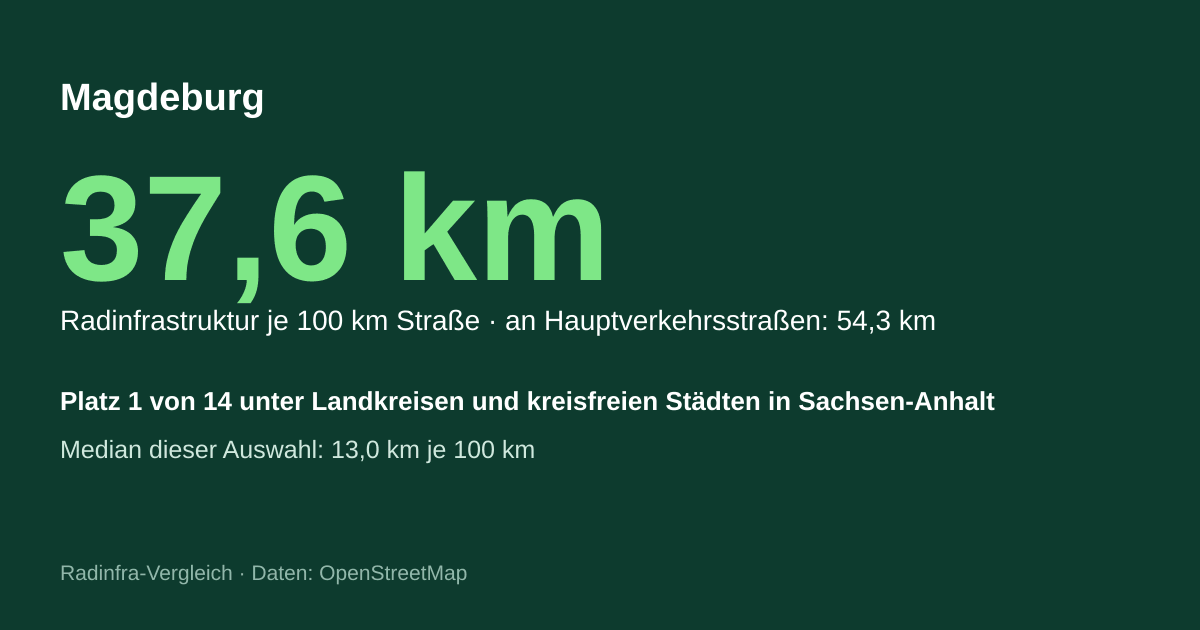 Magdeburg
37,6 km
Radinfrastruktur je 100 km Straße · an Hauptverkehrsstraßen: 54,3 km
Platz 1 von 14 unter Landkreisen und kreisfreien Städten in Sachsen-Anhalt
Median dieser Auswahl: 13,0 km je 100 km
Radinfra-Vergleich · Daten: OpenStreetMap